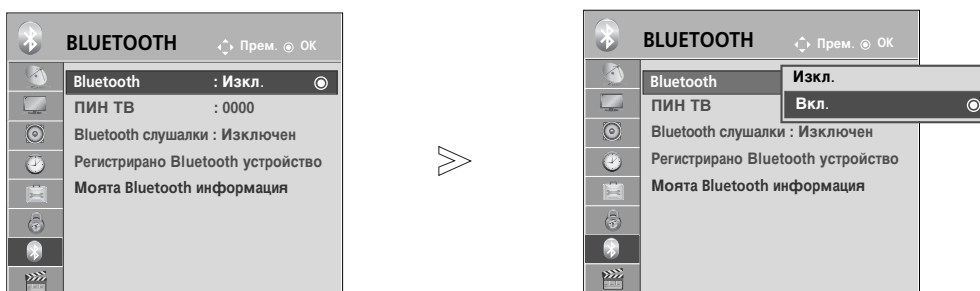 BLUETOOTH Прем. OK
Bluetooth : Изкл.
ПИН ТВ : 0000
Bluetooth слушалки : Изключен
Регистрирано Bluetooth устройство
Моята Bluetooth информация
BLUETOOTH Прем. OK
Bluetooth
Изкл.
Вкл.
ПИН ТВ
Bluetooth слушалки : Изключен
Регистрирано Bluetooth устройство
Моята Bluetooth информация